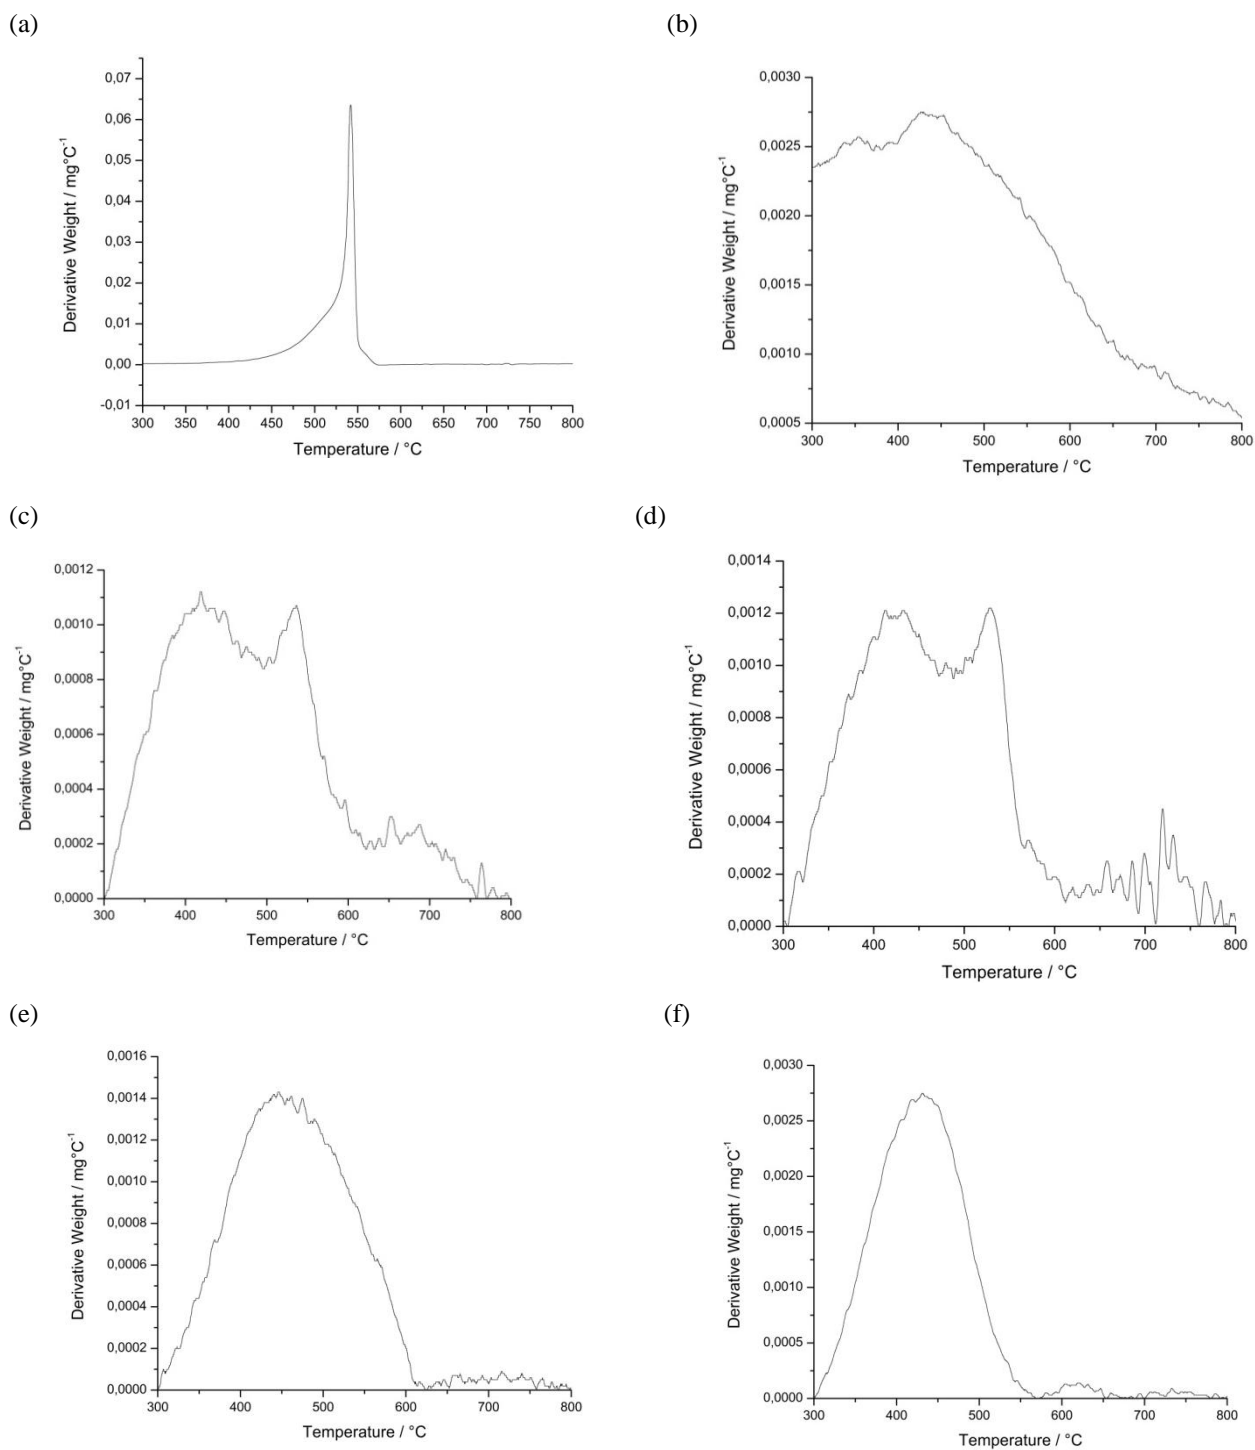 (a)
(b)
Derivative Weight / mg°C-1
0,07
0,06
0,05
0,04
0,03
0,02
0,01
0,00
-0,01
300 350 400 450 500 550 600 650 700 750 800
Temperature / °C
Derivative Weight / mg°C-1
0,0030
0,0025
0,0020
0,0015
0,0010
0,0005
300 400 500 600 700 800
Temperature / °C
(c)
(d)
Derivative Weight / mg°C-1
0,0012
0,0010
0,0008
0,0006
0,0004
0,0002
0,0000
300 400 500 600 700 800
Temperature / °C
Derivative Weight / mg°C-1
0,0014
0,0012
0,0010
0,0008
0,0006
0,0004
0,0002
0,0000
300 400 500 600 700 800
Temperature / °C
(e)
(f)
Derivative Weight / mg°C-1
0,0016
0,0014
0,0012
0,0010
0,0008
0,0006
0,0004
0,0002
0,0000
300 400 500 600 700 800
Temperature / °C
Derivative Weight / mg°C-1
0,0030
0,0025
0,0020
0,0015
0,0010
0,0005
0,0000
300 400 500 600 700 800
Temperature / °C